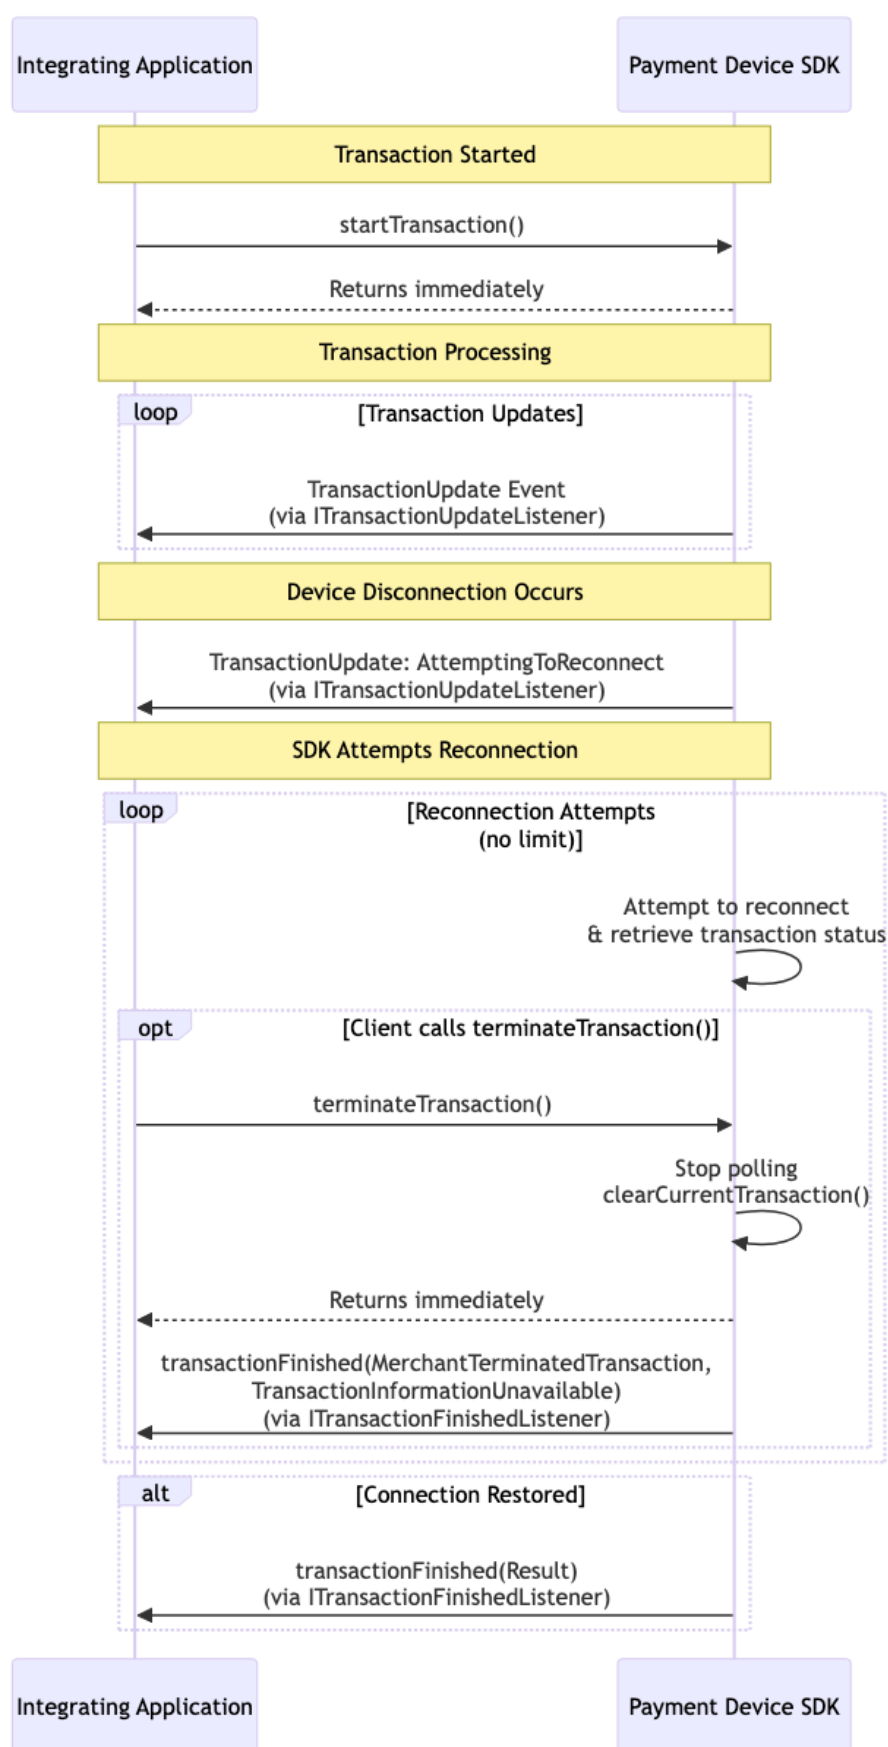 Integrating Application
Payment Device SDK
Transaction Started
startTransaction()
Returns immediately
Transaction Processing
loop
[Transaction Updates]
TransactionUpdate Event
(via ITransactionUpdateListener)
Device Disconnection Occurs
TransactionUpdate: AttemptingToReconnect
(via ITransactionUpdateListener)
SDK Attempts Reconnection
loop
[Reconnection Attempts
(no limit)]
Attempt to reconnect
& retrieve transaction status
opt
[Client calls terminateTransaction()]
terminateTransaction()
Stop polling
clearCurrentTransaction()
Returns immediately
transactionFinished(MerchantTerminatedTransaction,
TransactionInformationUnavailable)
(via ITransactionFinishedListener)
alt
[Connection Restored]
transactionFinished(Result)
(via ITransactionFinishedListener)
Integrating Application
Payment Device SDK